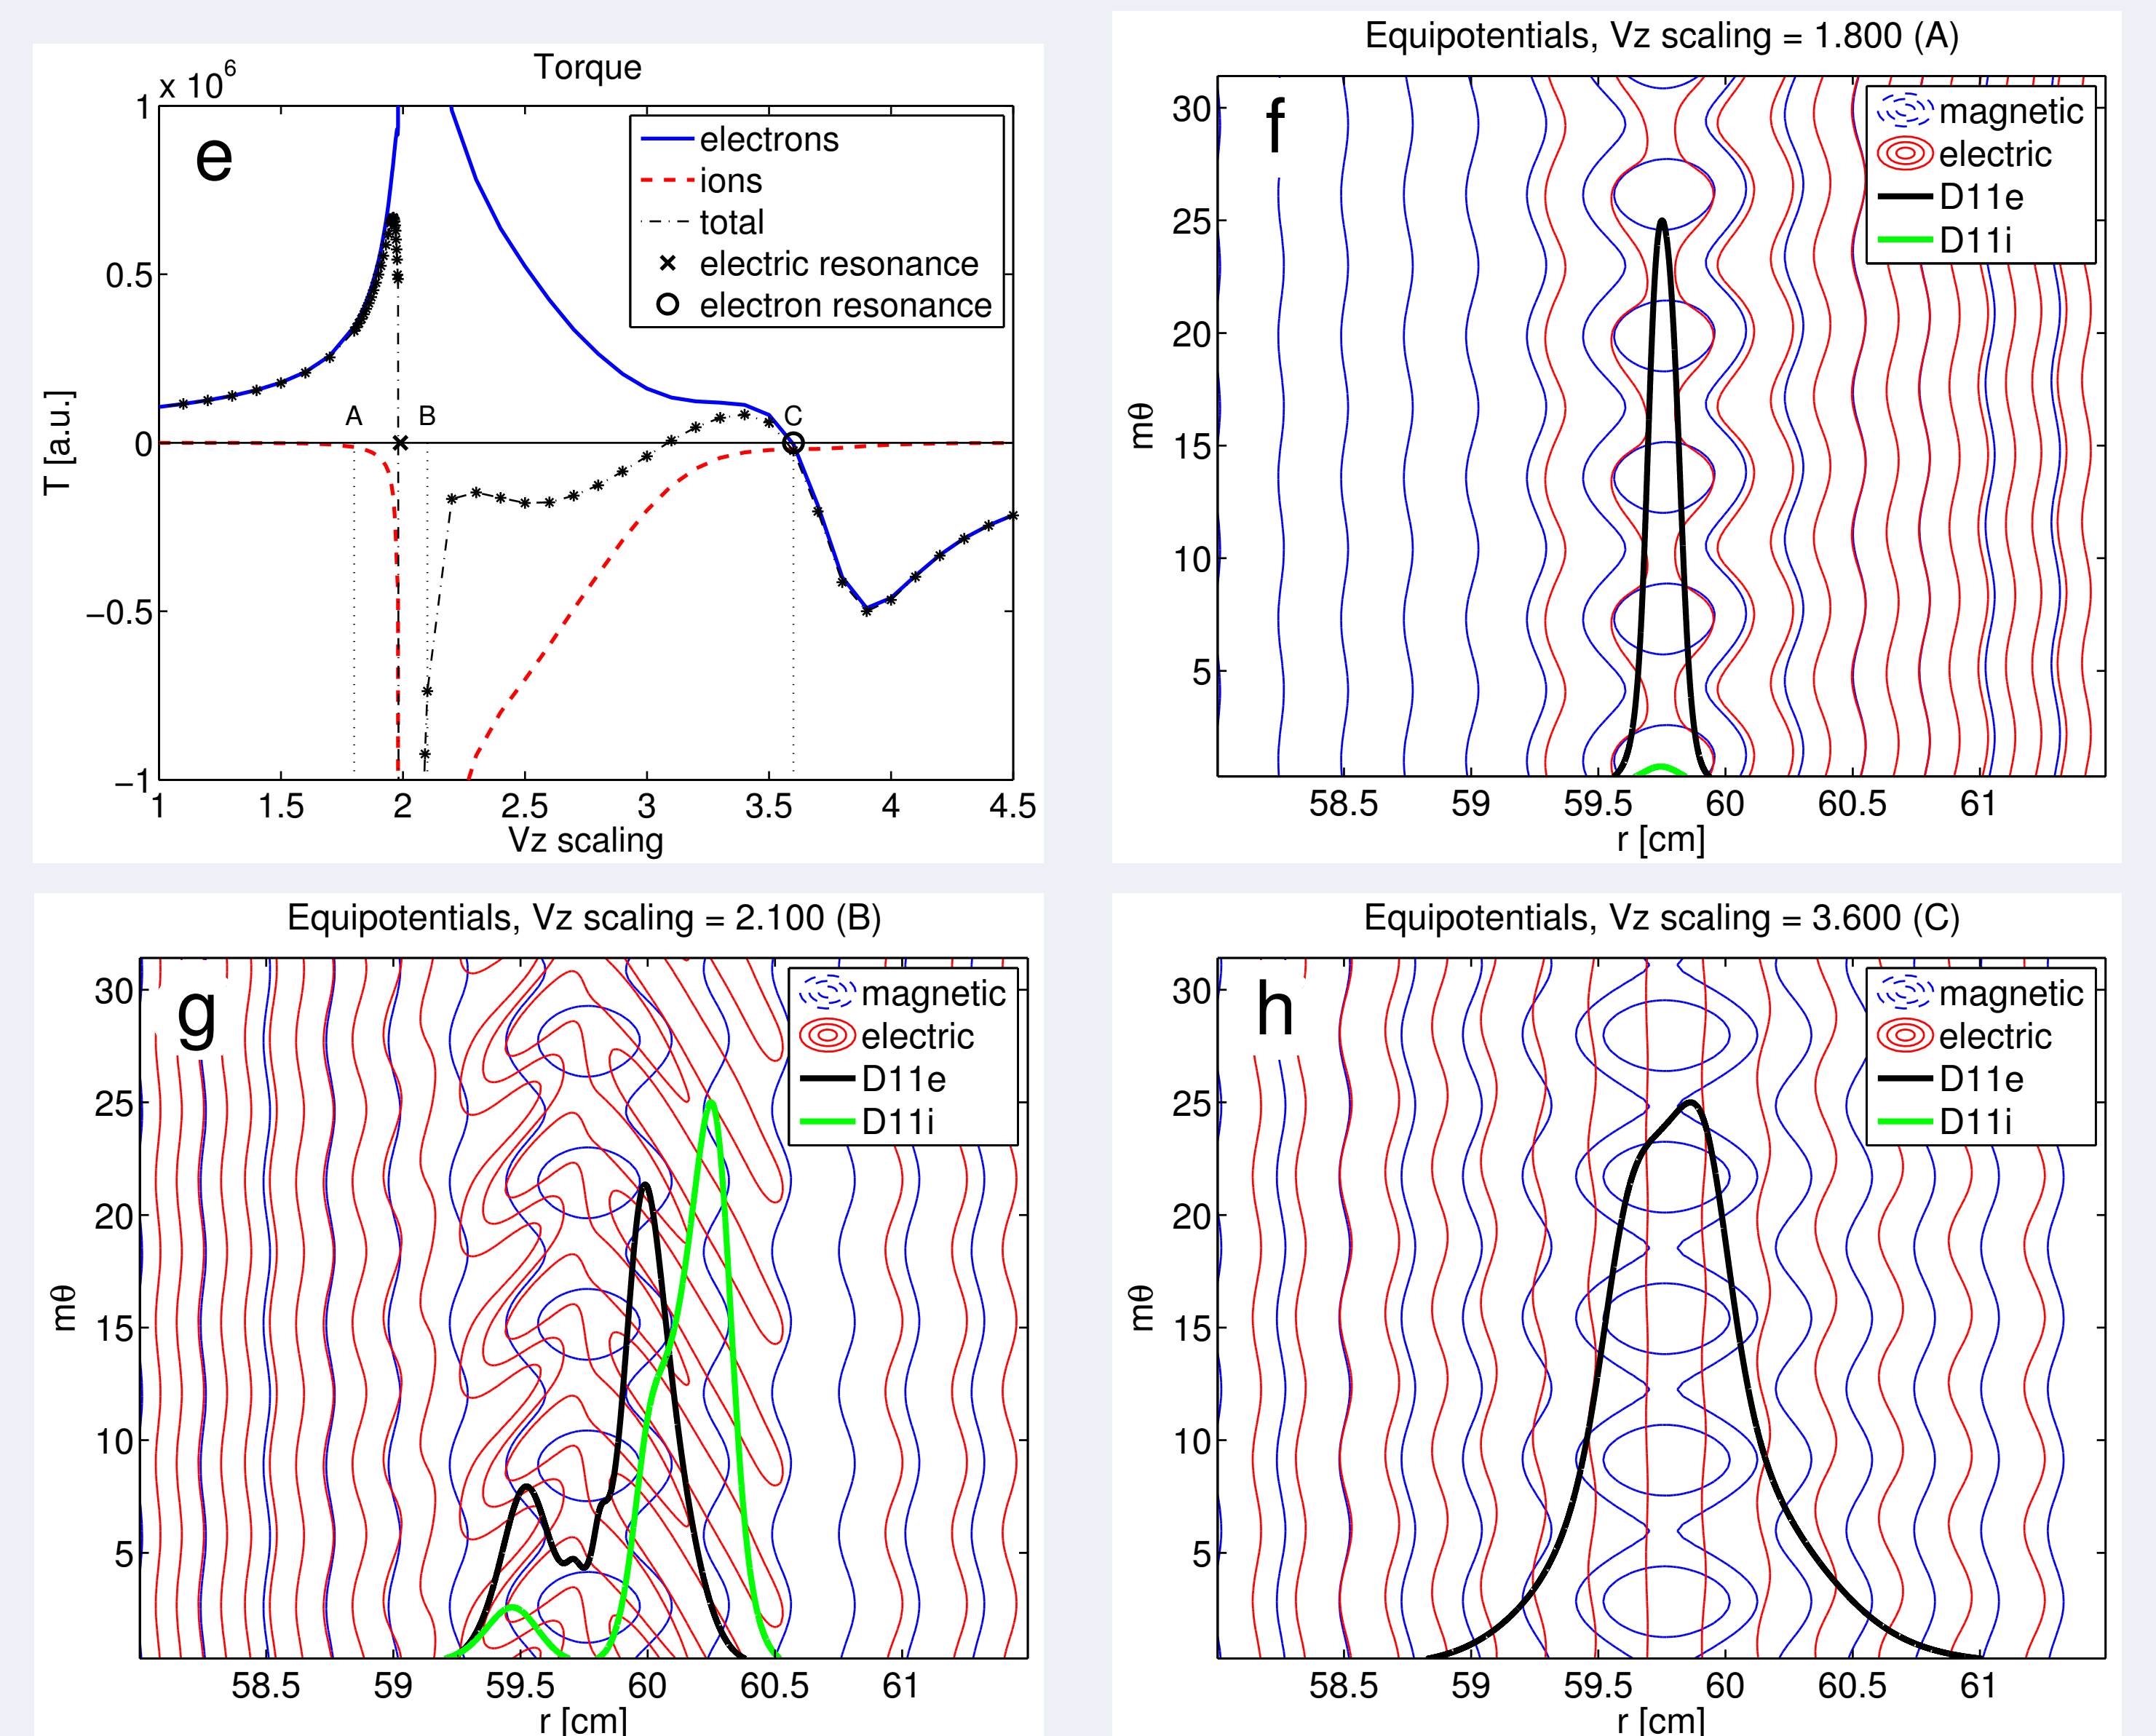 Torque
x 10^6
e
electrons
ions
total
electric resonance
electron resonance
A
B
C
1
0.5
0
−0.5
−1
T [a.u.]
1 1.5 2 2.5 3 3.5 4 4.5
Vz scaling
Equipotentials, Vz scaling = 1.800 (A)
f
magnetic
electric
D11e
D11i
30
25
20
15
10
5
mθ
58.5 59 59.5 60 60.5 61
r [cm]
Equipotentials, Vz scaling = 2.100 (B)
g
magnetic
electric
D11e
D11i
30
25
20
15
10
5
mθ
58.5 59 59.5 60 60.5 61
r [cm]
Equipotentials, Vz scaling = 3.600 (C)
h
magnetic
electric
D11e
D11i
30
25
20
15
10
5
mθ
58.5 59 59.5 60 60.5 61
r [cm]